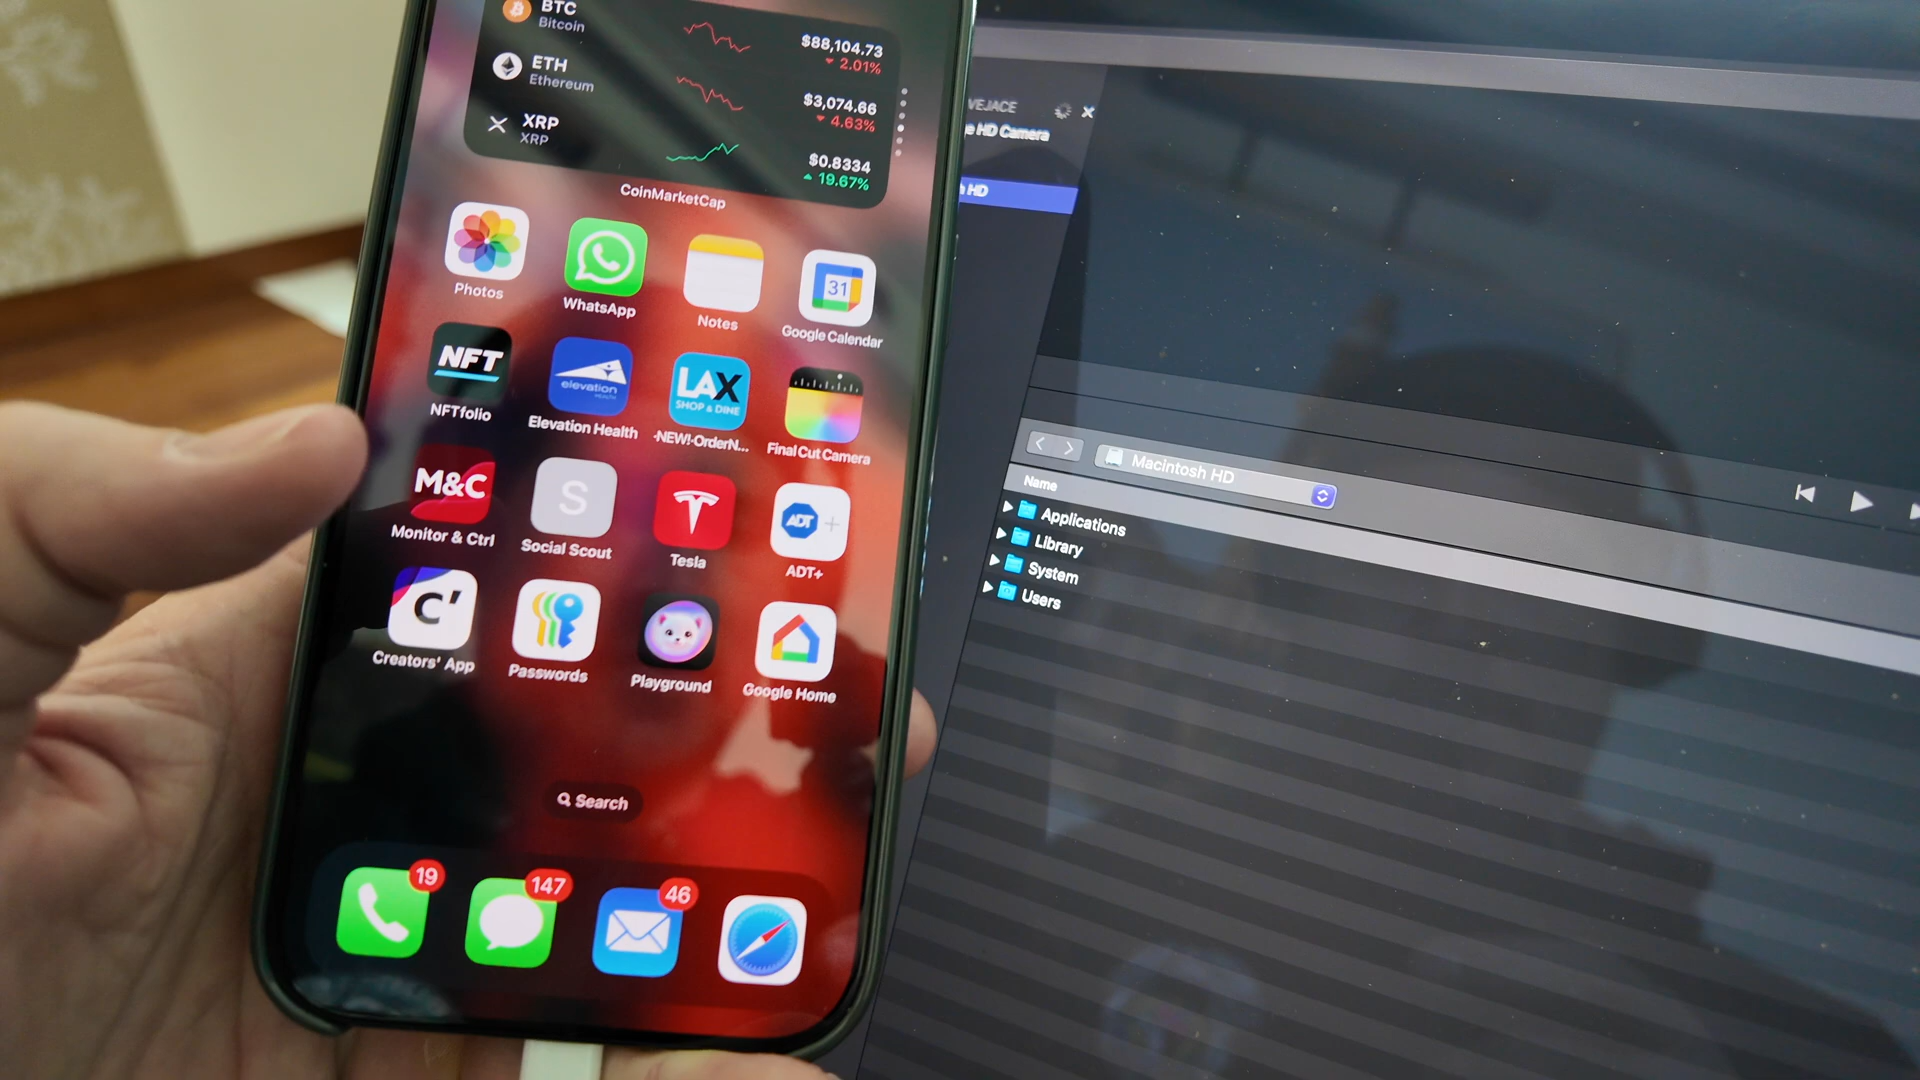 BTC
Bitcoin
$88,104.73
2.01%
ETH
Ethereum
$3,074.66
4.63%
XRP
XRP
$0.8334
19.67%
CoinMarketCap
Photos
WhatsApp
Notes
31
Google Calendar
NFT
NFTfolio
elevation
HEALTH
Elevation Health
LAX
SHOP & DINE
-NEW!-OrderN...
Final Cut Camera
M&C
Monitor & Ctrl
S
Social Scout
Tesla
ADT
ADT+
C'
Creators' App
Passwords
Playground
Google Home
Search
19
147
46
VEJACE
HD Camera
HD
Macintosh HD
Name
Applications
Library
System
Users